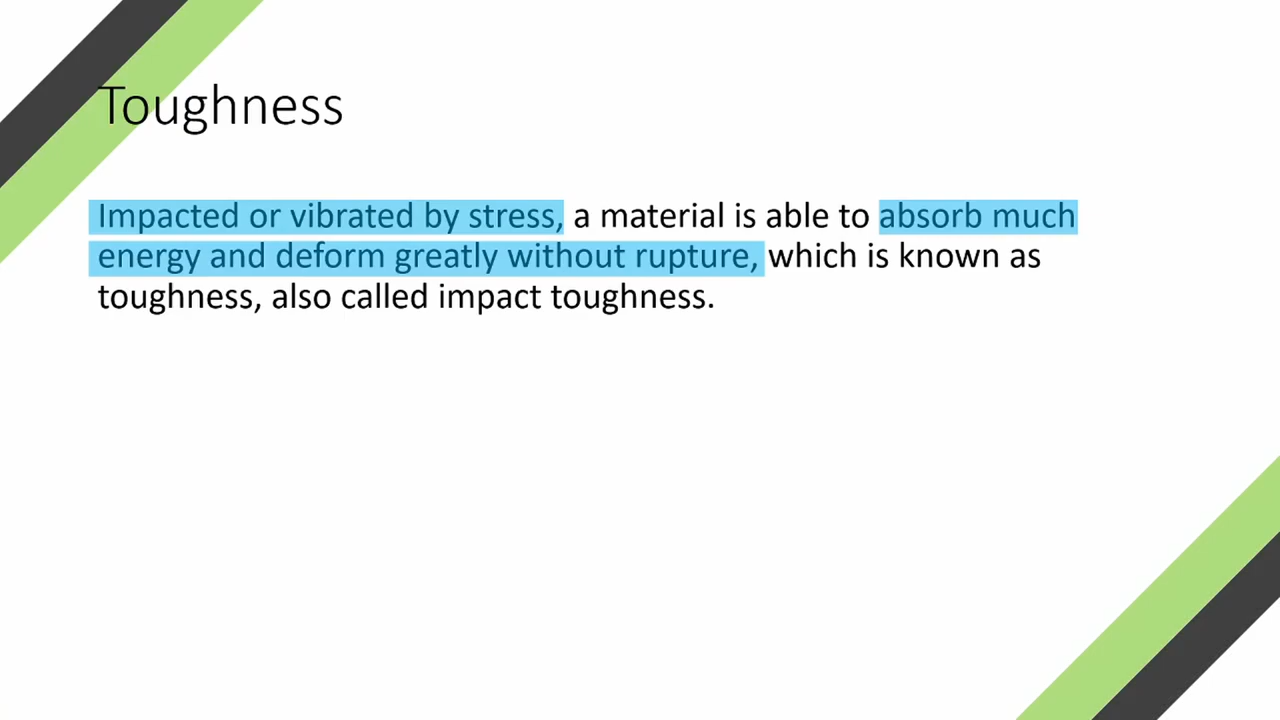 Toughness
Impacted or vibrated by stress, a material is able to absorb much
energy and deform greatly without rupture, which is known as
toughness, also called impact toughness.